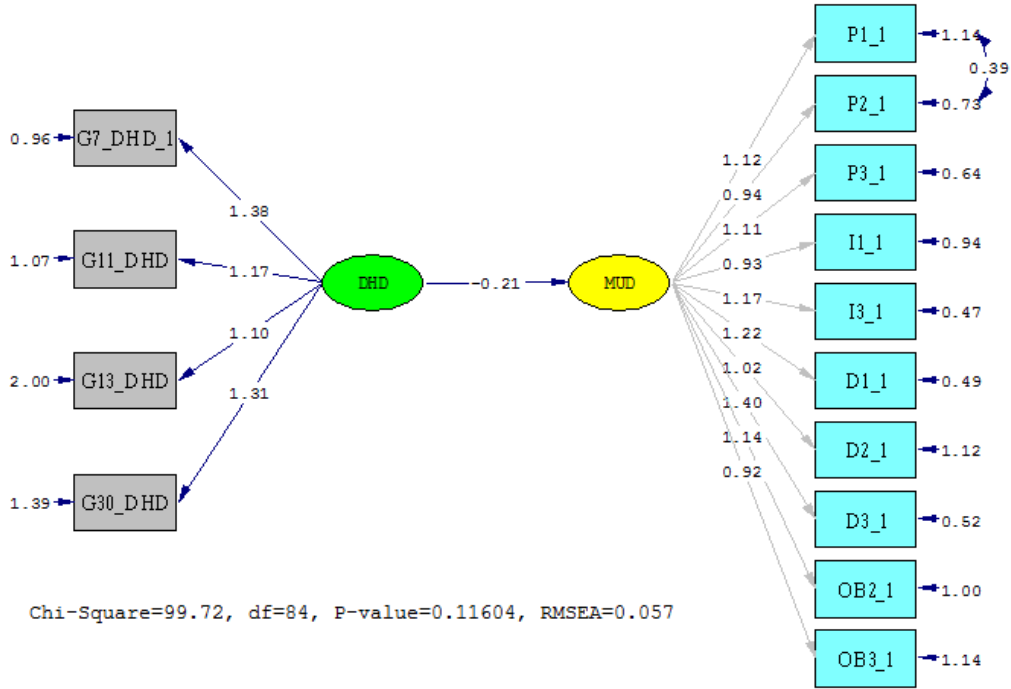 P1_1
1.14
0.39
P2_1
0.73
G7_DHD_1
0.96
P3_1
0.64
1.12
0.94
1.38
1.11
I1_1
0.94
G11_DHD
1.07
1.17
0.93
DHD
-0.21
MUD
1.17
I3_1
0.47
1.10
1.22
1.02
G13_DHD
2.00
D1_1
0.49
1.31
1.40
1.14
D2_1
1.12
0.92
G30_DHD
1.39
D3_1
0.52
OB2_1
1.00
Chi-Square=99.72, df=84, P-value=0.11604, RMSEA=0.057
OB3_1
1.14